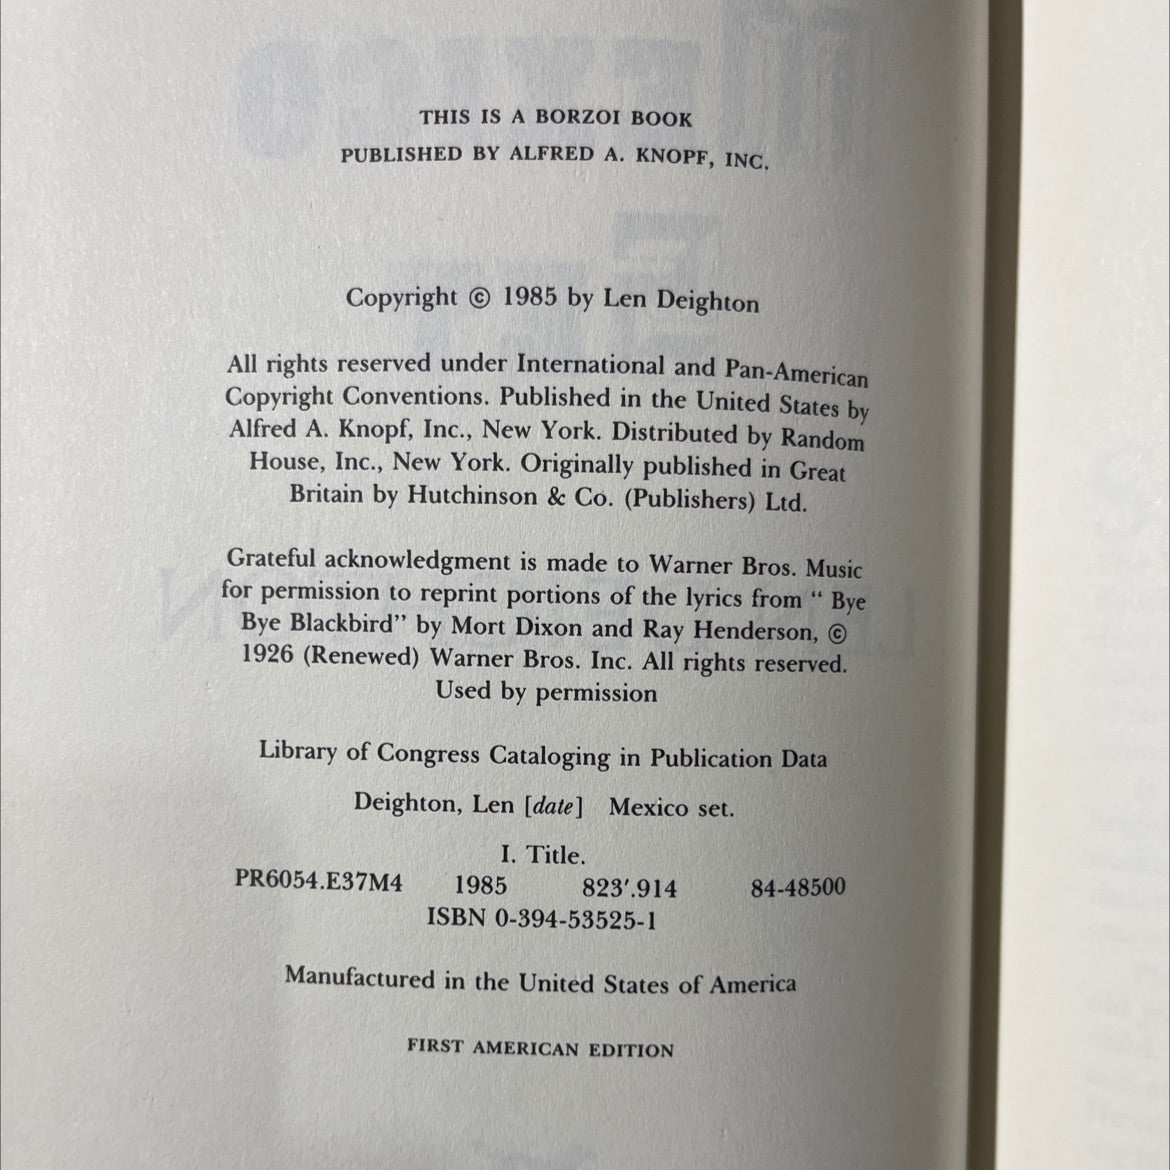 THIS IS A BORZOI BOOK
PUBLISHED BY ALFRED A. KNOPF, INC.
Copyright © 1985 by Len Deighton
All rights reserved under International and Pan-American
Copyright Conventions. Published in the United States by
Alfred A. Knopf, Inc., New York. Distributed by Random
House, Inc., New York. Originally published in Great
Britain by Hutchinson & Co. (Publishers) Ltd.
Grateful acknowledgment is made to Warner Bros. Music
for permission to reprint portions of the lyrics from “ Bye
Bye Blackbird” by Mort Dixon and Ray Henderson, ©
1926 (Renewed) Warner Bros. Inc. All rights reserved.
Used by permission
Library of Congress Cataloging in Publication Data
Deighton, Len [date] Mexico set.
I. Title.
PR6054.E37M4 1985 823′.914 84-48500
ISBN 0-394-53525-1
Manufactured in the United States of America
FIRST AMERICAN EDITION